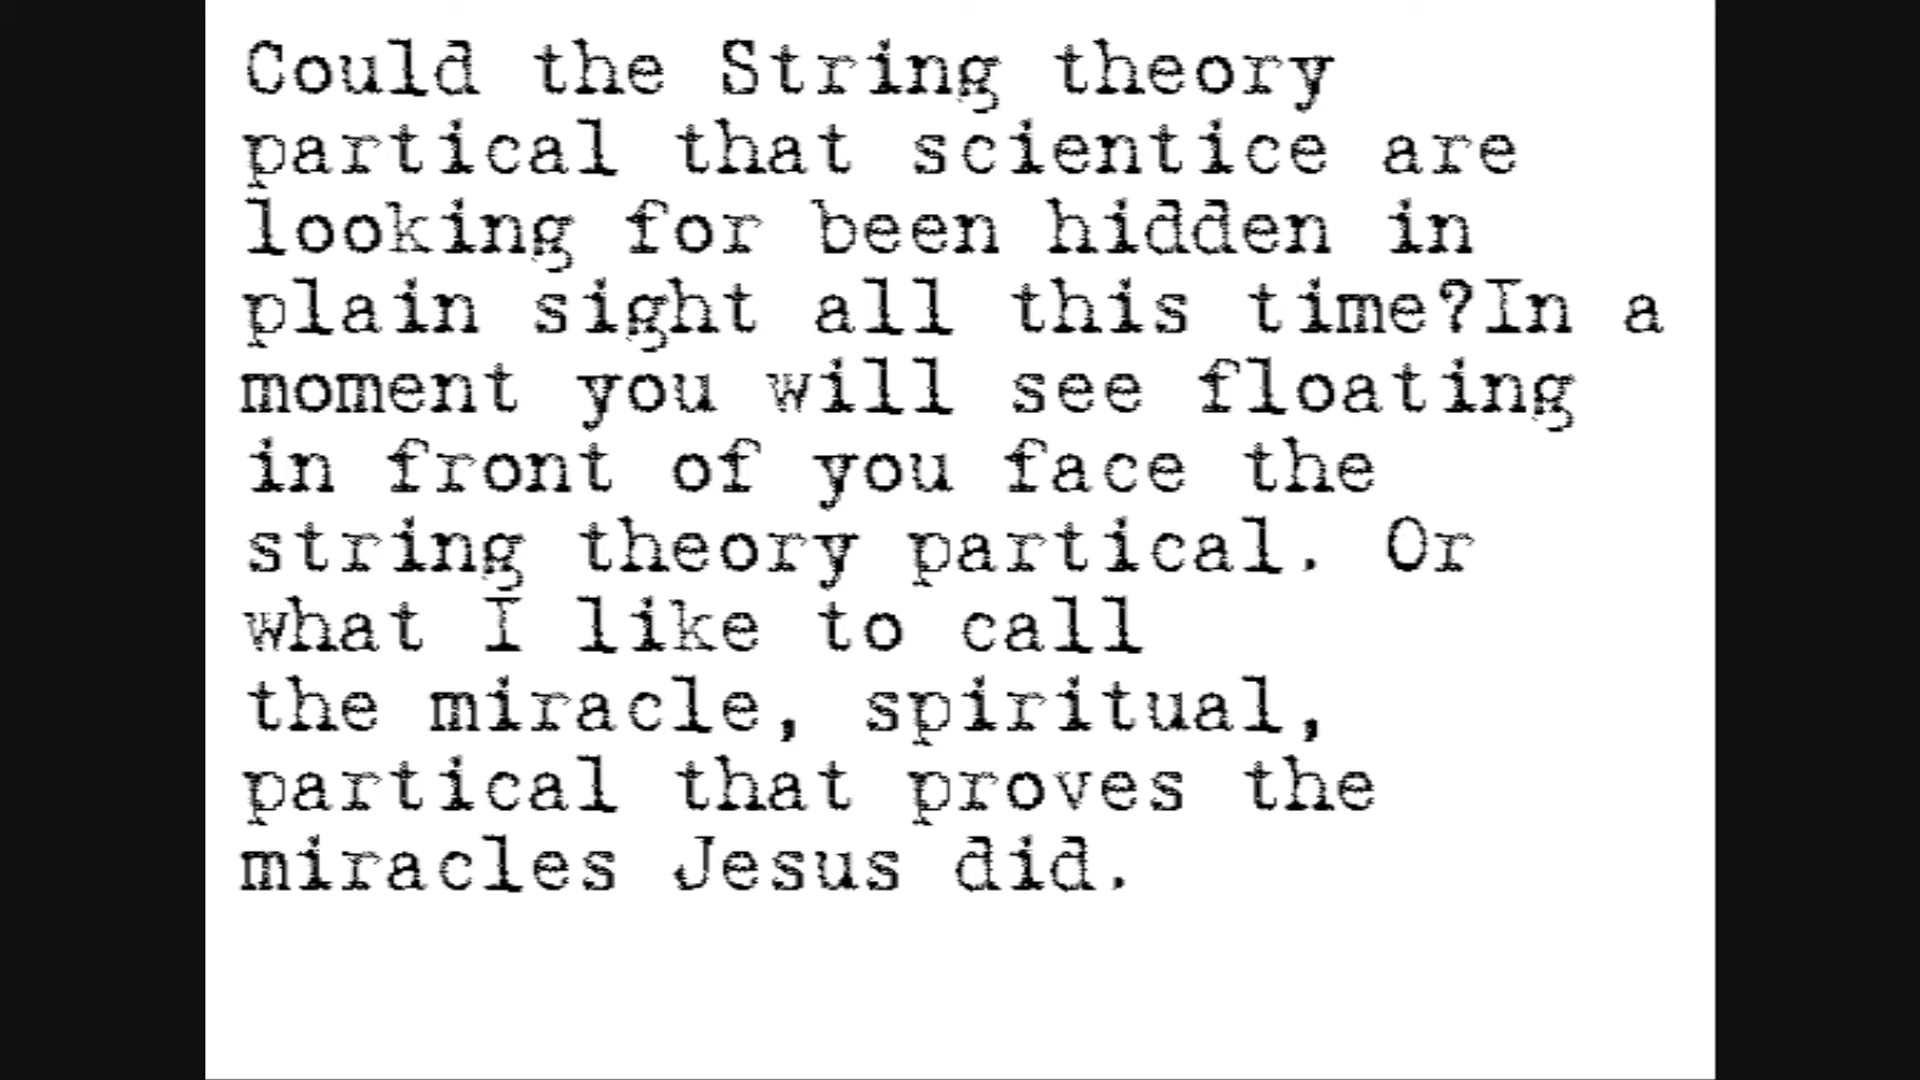 Could the String theory
partical that scientice are
looking for been hidden in
plain sight all this time?In a
moment you will see floating
in front of you face the
string theory partical. Or
what I like to call
the miracle, spiritual,
partical that proves the
miracles Jesus did.